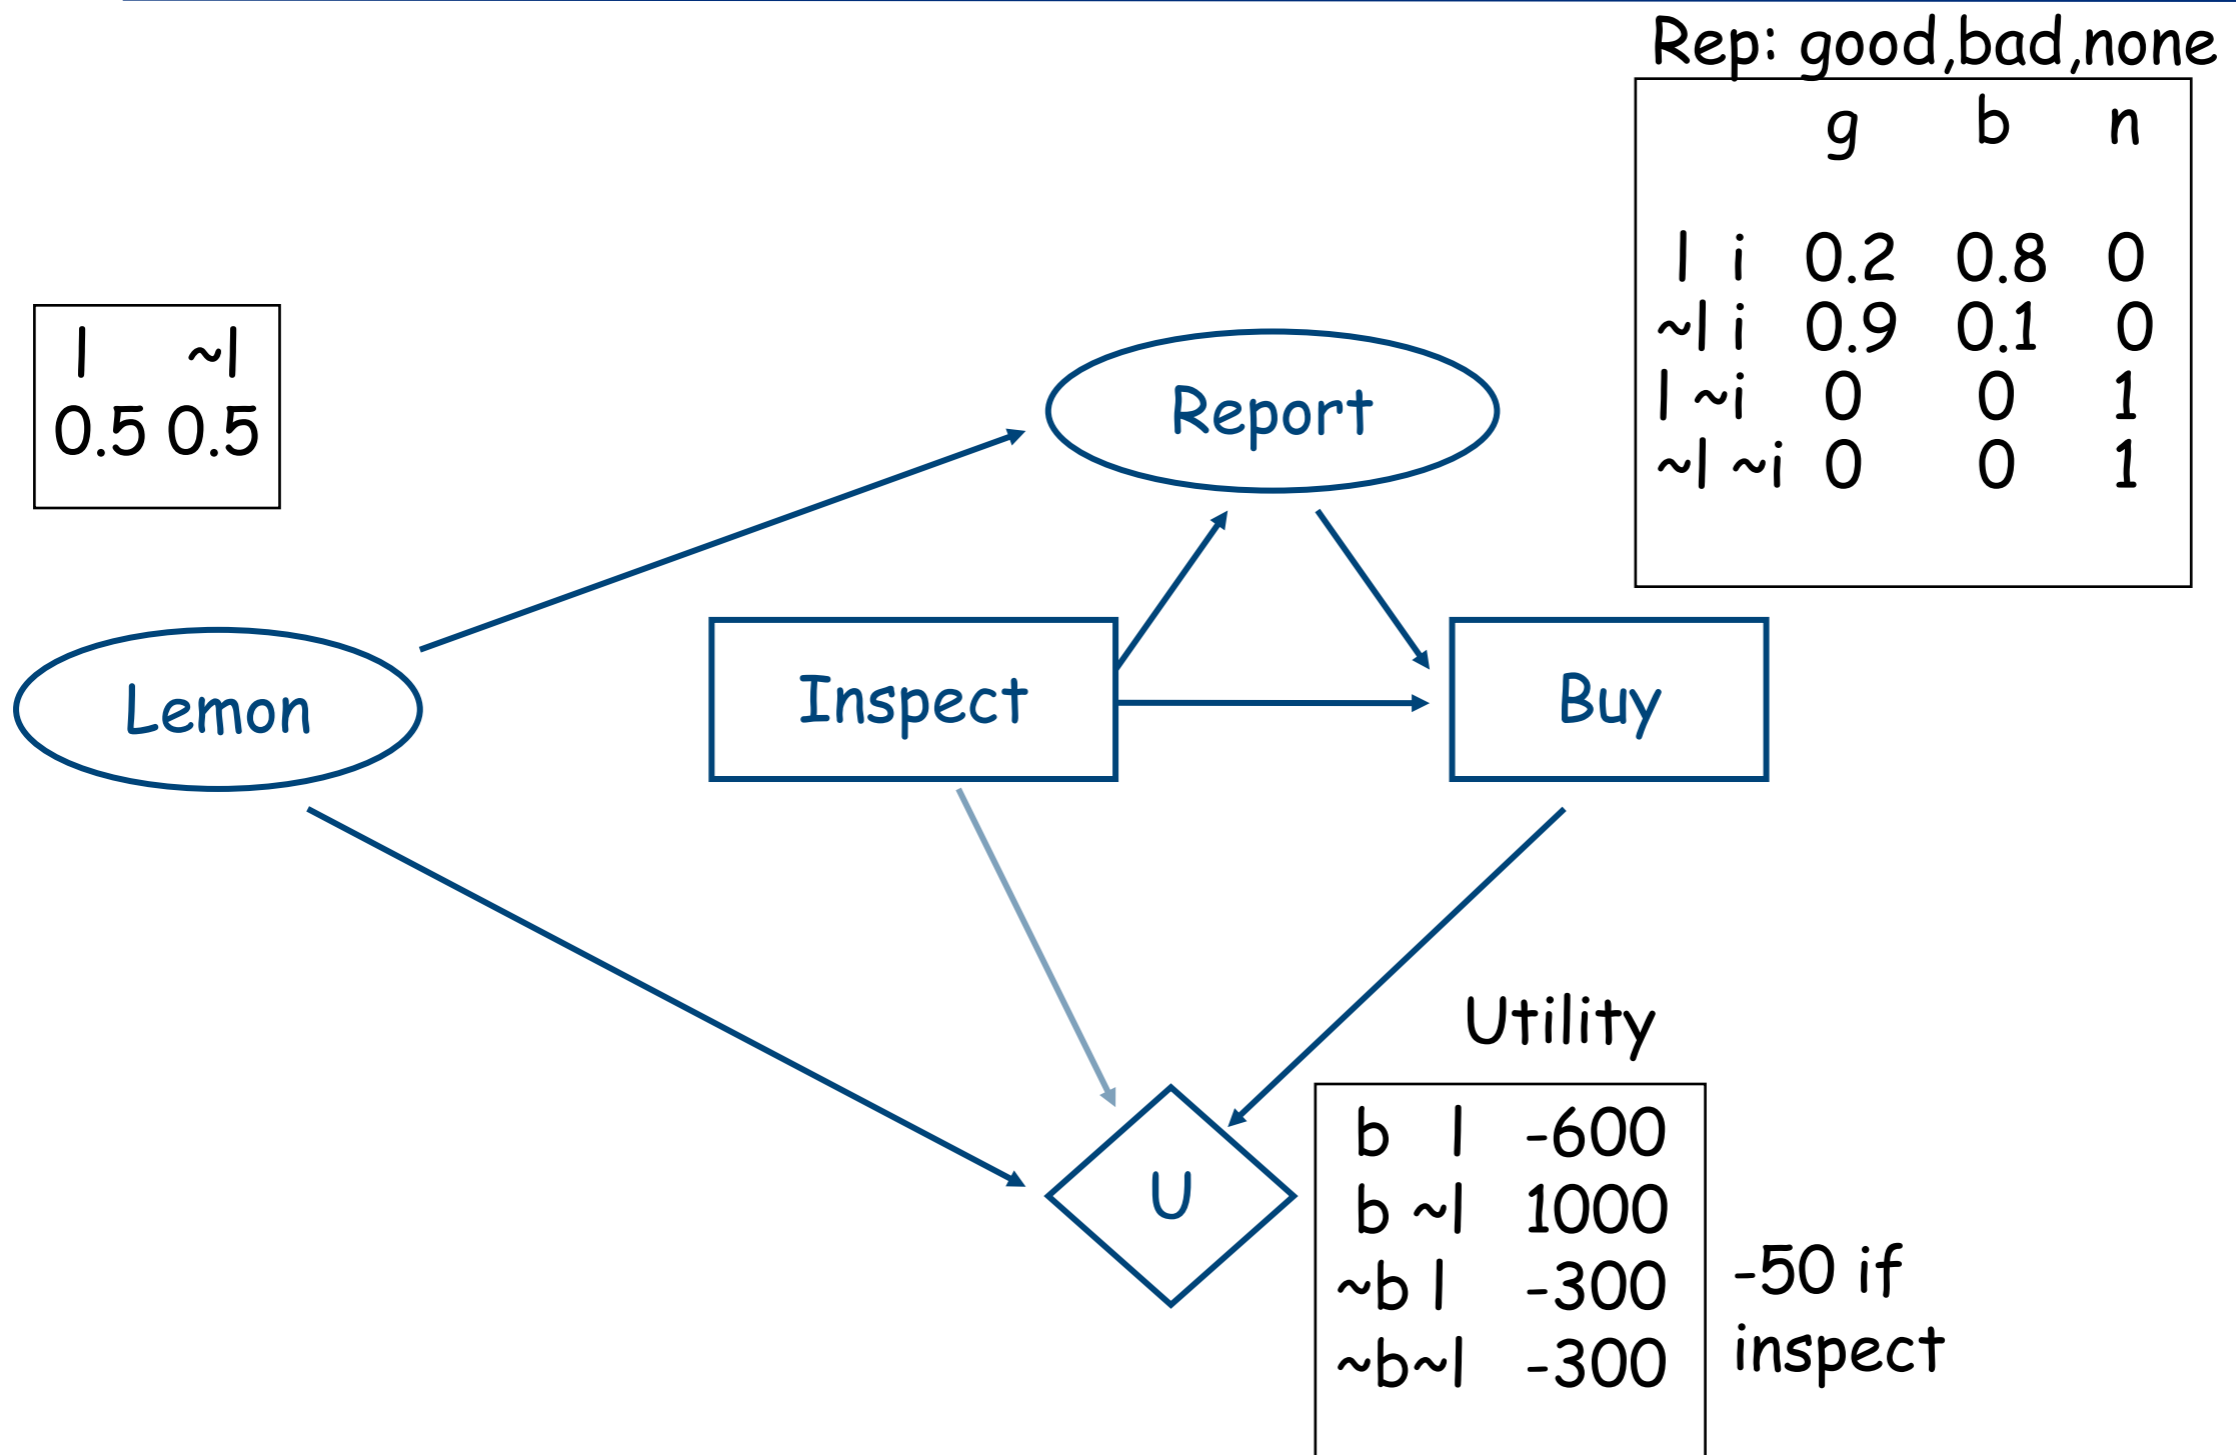 Rep: good,bad,none
g b n
l i 0.2 0.8 0
~l i 0.9 0.1 0
l ~i 0 0 1
~l ~i 0 0 1
l ~l
0.5 0.5
Report
Lemon
Inspect
Buy
Utility
U
b l -600
b ~l 1000
~b l -300
~b~l -300
-50 if
inspect